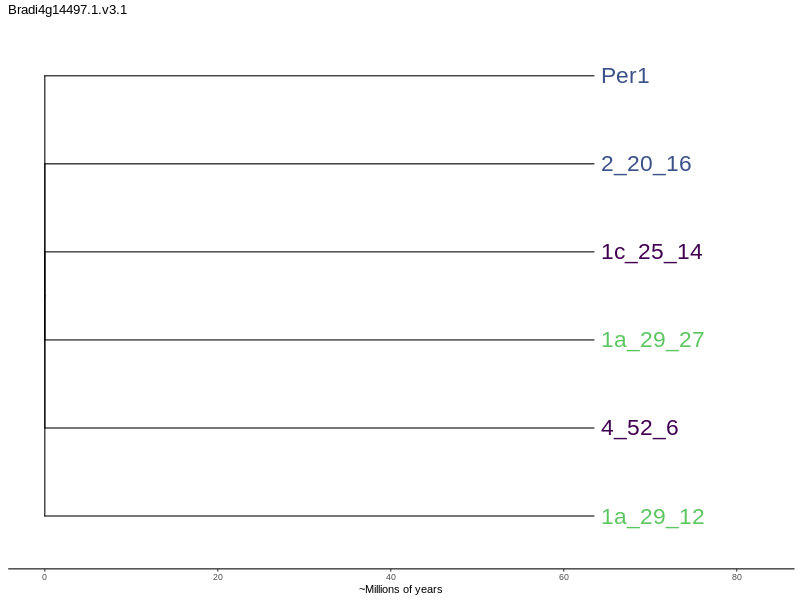 Bradi4g14497.1.v3.1
Per1
2_20_16
1c_25_14
1a_29_27
4_52_6
1a_29_12
0 20 40 60 80
~Millions of years